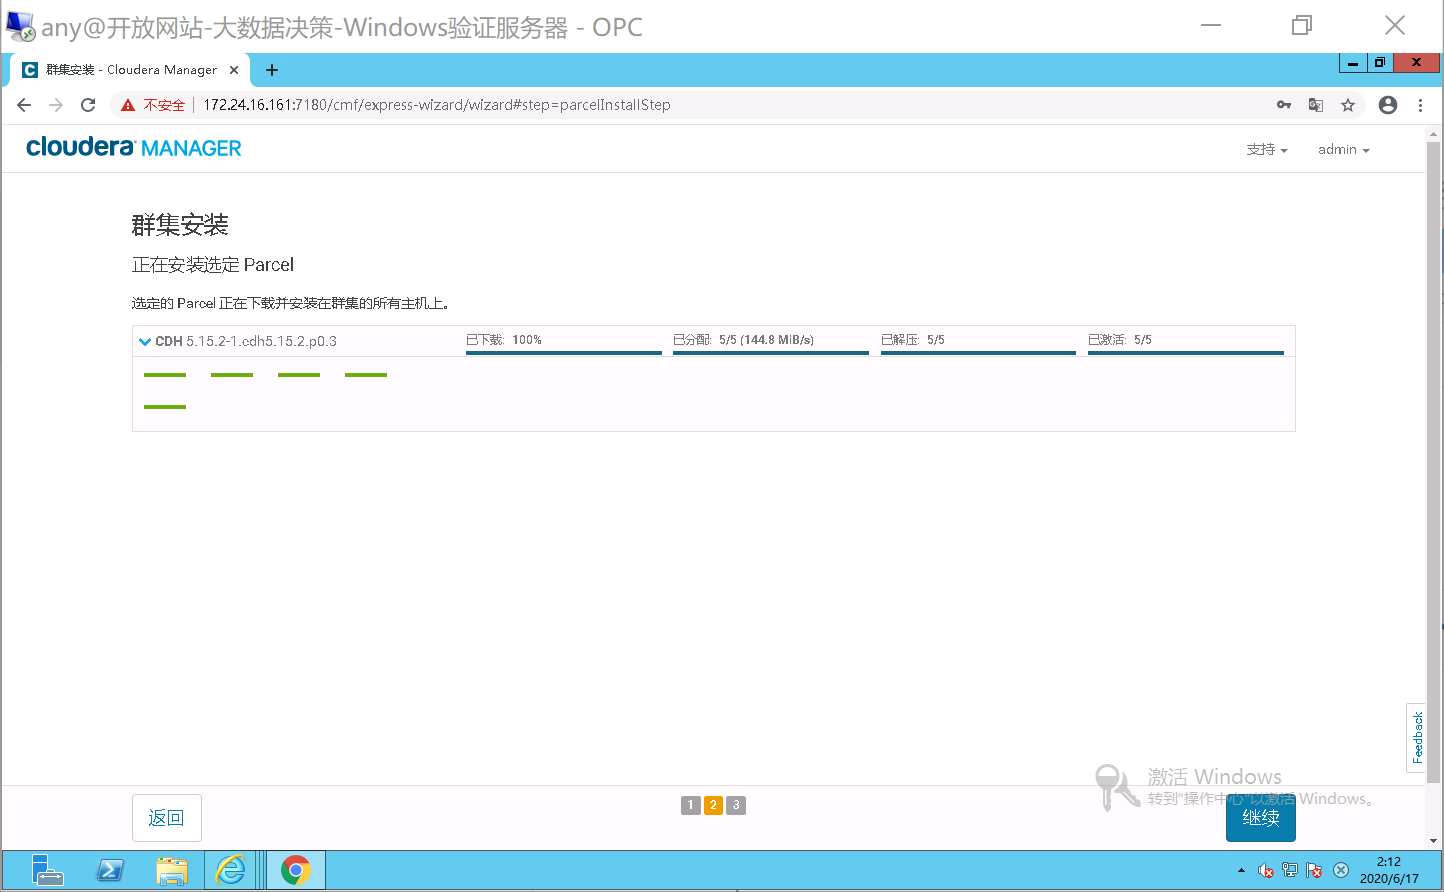 any@开放网站-大数据决策-Windows验证服务器 - OPC
群集安装 - Cloudera Manager
不安全 172.24.16.161:7180/cmf/express-wizard/wizard#step=parcelInstallStep
cloudera MANAGER
支持 admin
群集安装
正在安装选定 Parcel
选定的 Parcel 正在下载并安装在群集的所有主机上。
CDH 5.15.2-1.cdh5.15.2.p0.3 已下载: 100% 已分配: 5/5 (144.8 MiB/s) 已解压: 5/5 已激活: 5/5
Feedback
激活 Windows
转到"操作中心"以激活 Windows。
返回 1 2 3 继续
2:12
2020/6/17